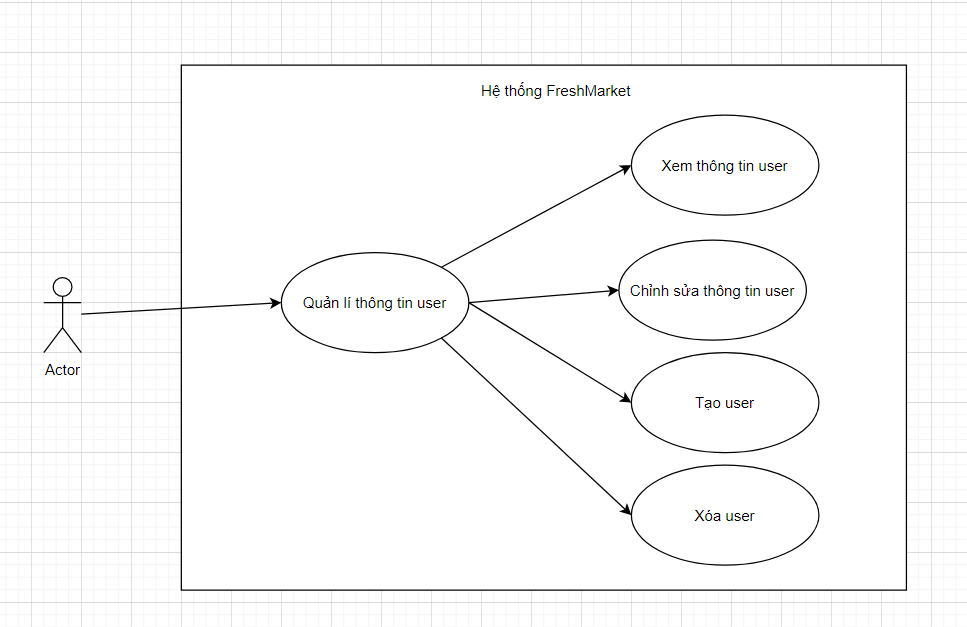 Hệ thống FreshMarket
Xem thông tin user
Quản lí thông tin user
Chỉnh sửa thông tin user
Actor
Tạo user
Xóa user